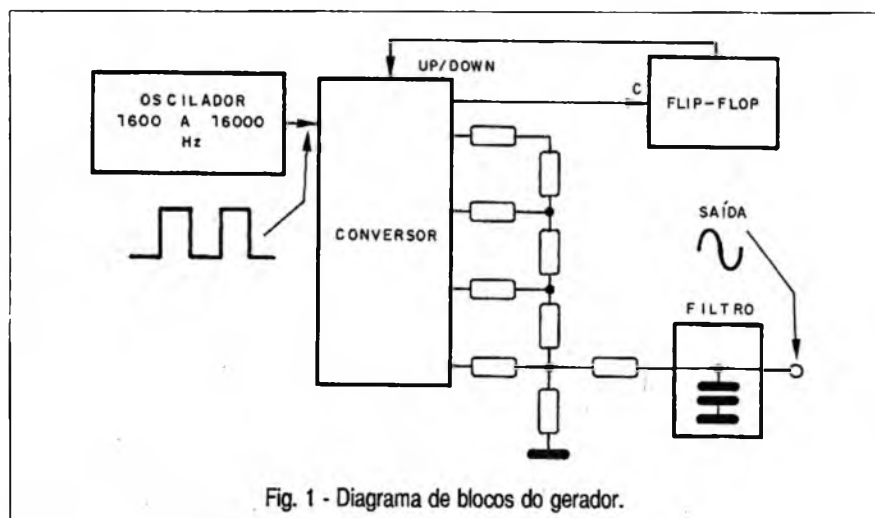 UP/DOWN
OSCILADOR
1600 A 16000
Hz
C
FLIP-FLOP
CONVERSOR
SAÍDA
FILTRO
Fig. 1 - Diagrama de blocos do gerador.